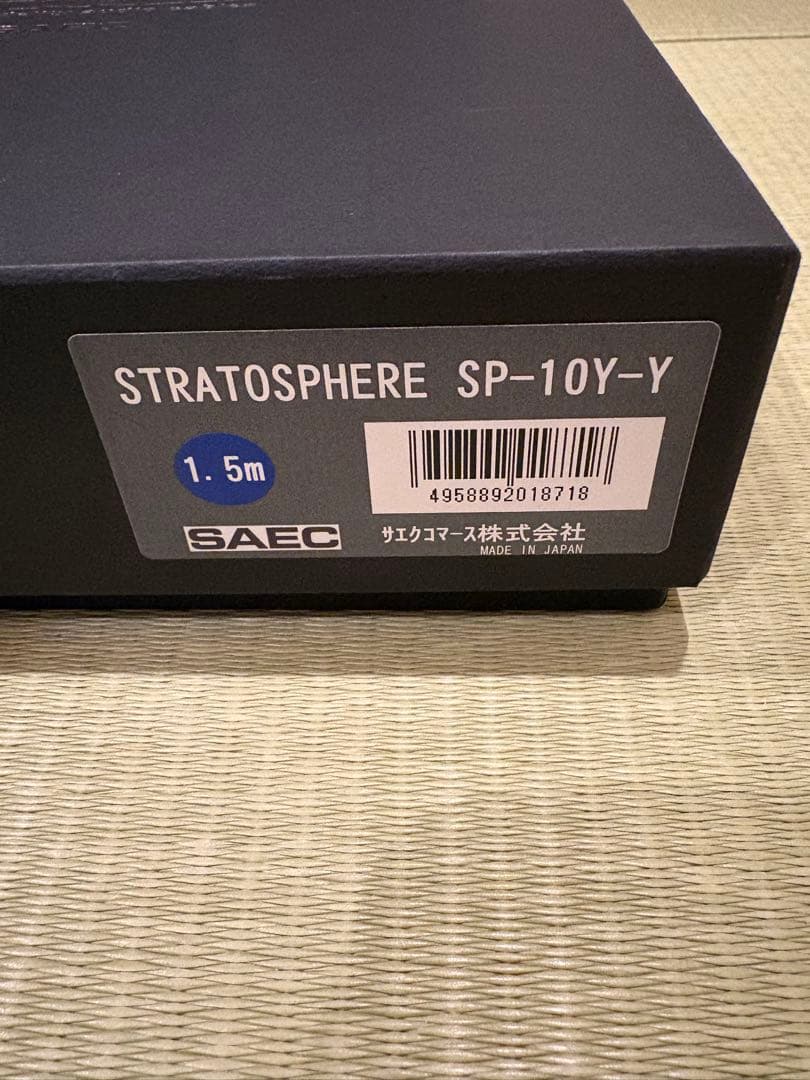 STRATOSPHERE SP-10Y-Y
1.5m
4958892018718
SAEC
サエクコマース株式会社
MADE IN JAPAN